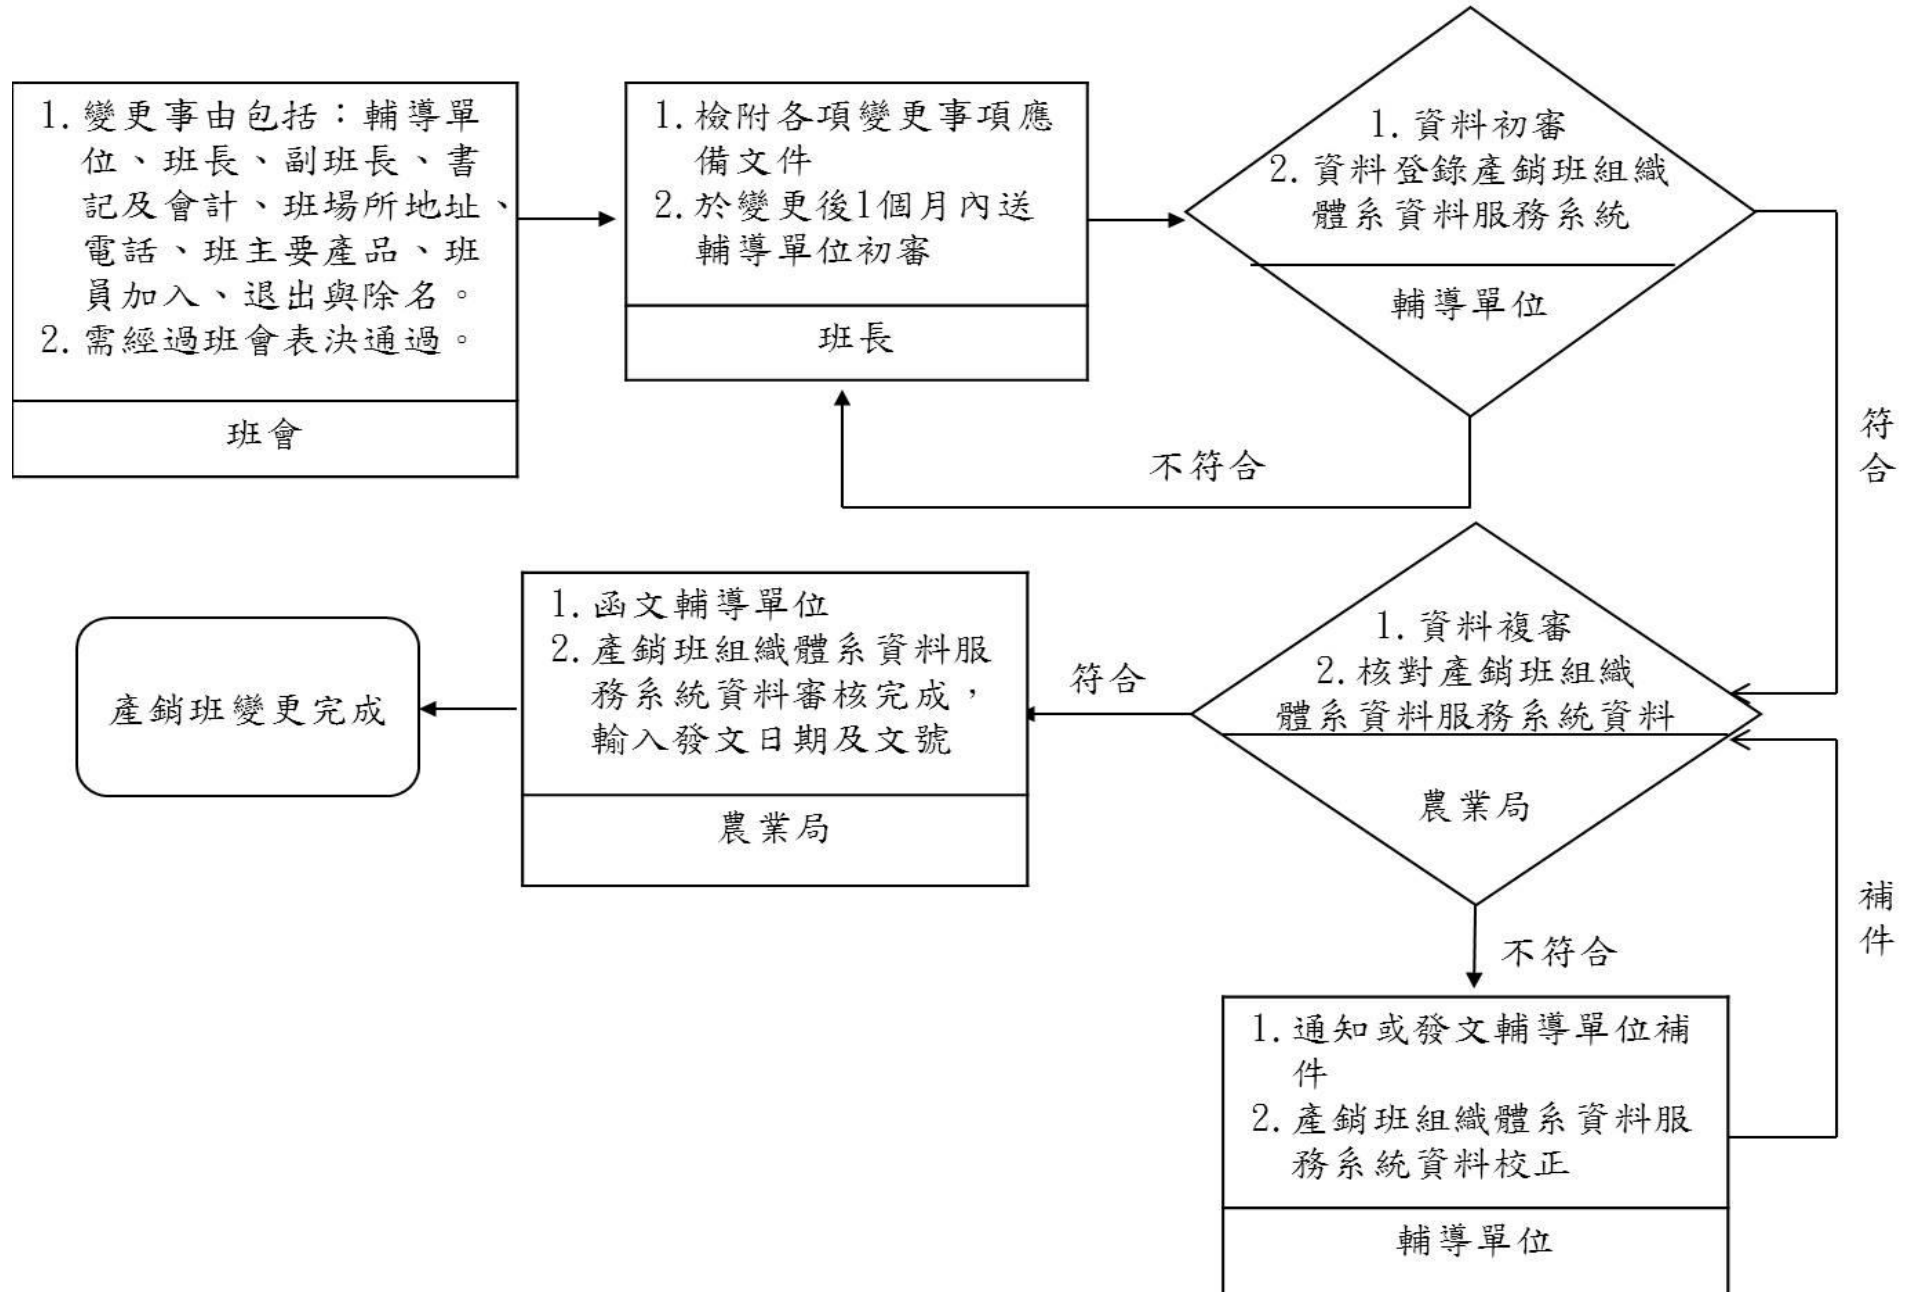 1. 變更事由包括：輔導單
位、班長、副班長、書
記及會計、班場所地址、
電話、班主要產品、班
員加入、退出與除名。
2. 需經過班會表決通過。
班會
1. 檢附各項變更事項應
備文件
2. 於變更後1個月內送
輔導單位初審
班長
1. 資料初審
2. 資料登錄產銷班組織
體系資料服務系統
輔導單位
不符合
符
合
1. 資料複審
2. 核對產銷班組織
體系資料服務系統資料
農業局
符合
1. 函文輔導單位
2. 產銷班組織體系資料服
務系統資料審核完成，
輸入發文日期及文號
農業局
產銷班變更完成
不符合
補
件
1. 通知或發文輔導單位補
件
2. 產銷班組織體系資料服
務系統資料校正
輔導單位